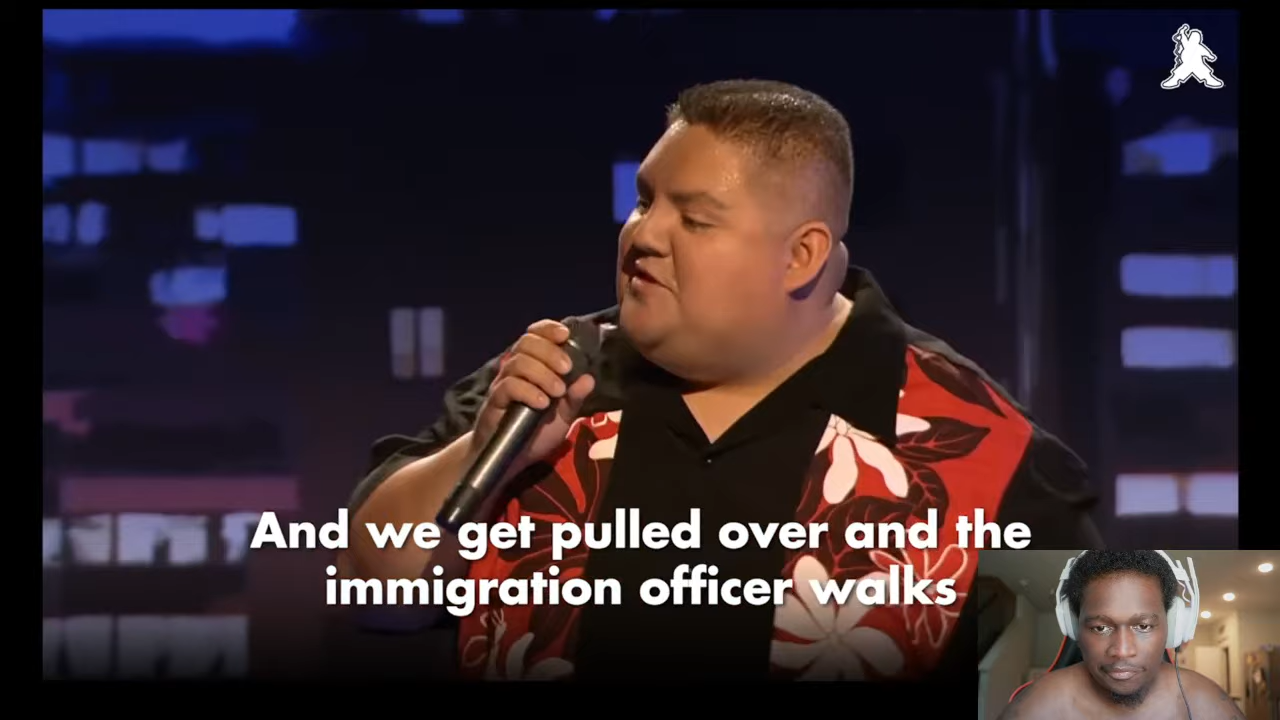 And we get pulled over and the
immigration officer walks